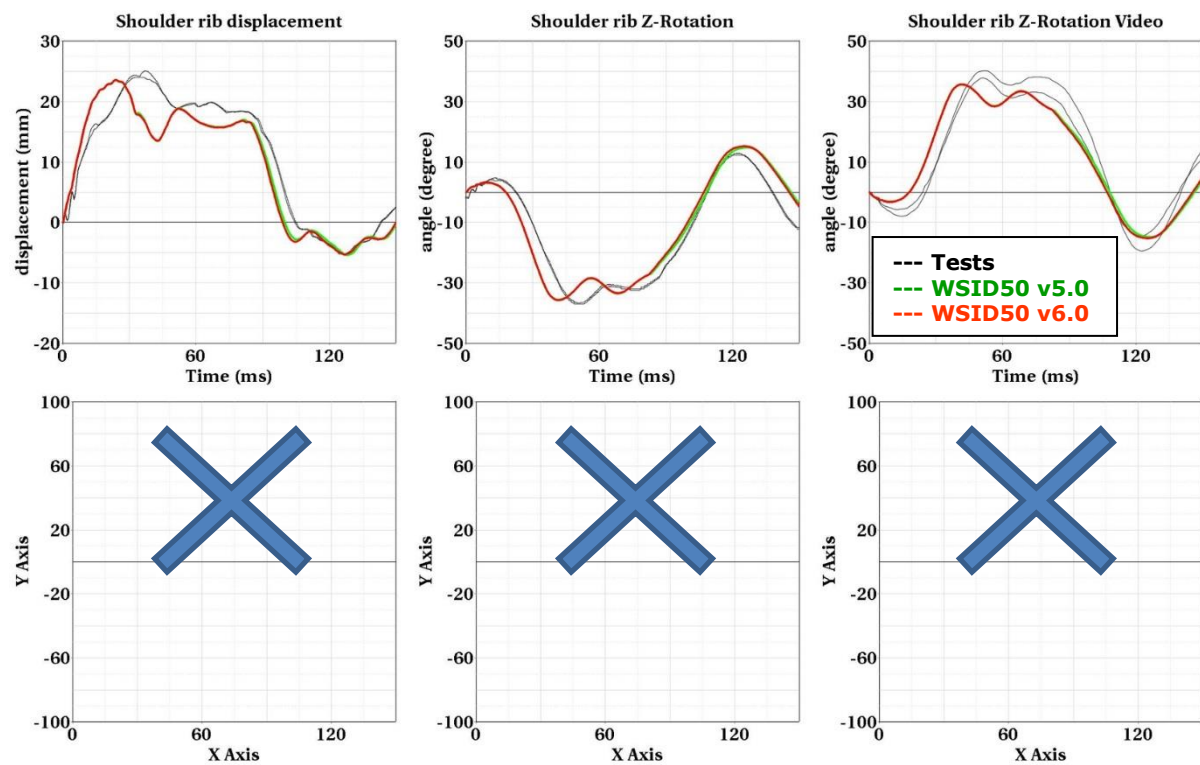 Shoulder rib displacement
30
20
10
0
-10
-20
displacement (mm)
0 60 120
Time (ms)
Shoulder rib Z-Rotation
50
30
10
-10
-30
-50
angle (degree)
0 60 120
Time (ms)
Shoulder rib Z-Rotation Video
50
30
10
-10
-30
-50
angle (degree)
0 60 120
Time (ms)
--- Tests
--- WSID50 v5.0
--- WSID50 v6.0
100
60
20
-20
-60
-100
Y Axis
0 60 120
X Axis
100
60
20
-20
-60
-100
Y Axis
0 60 120
X Axis
100
60
20
-20
-60
-100
Y Axis
0 60 120
X Axis